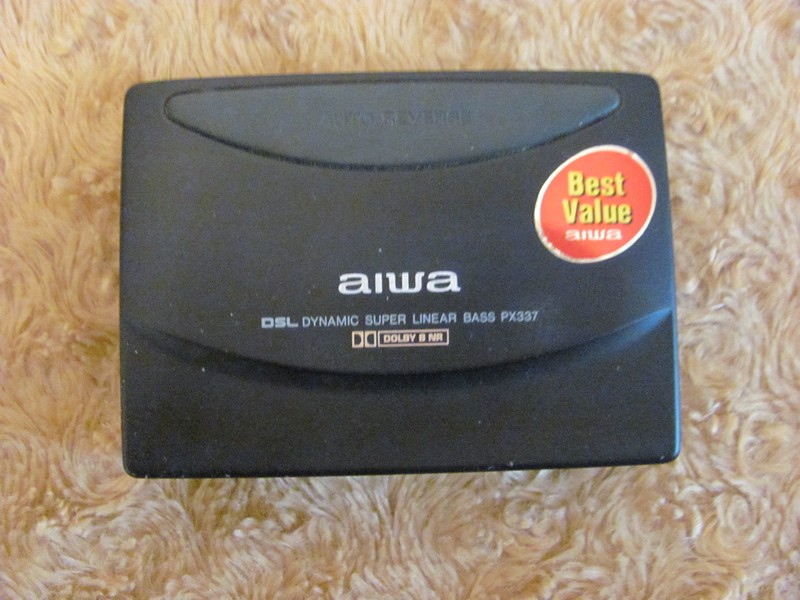 AUTO REVERSE
Best
Value
aiwa
aiwa
DSL DYNAMIC SUPER LINEAR BASS PX337
DOLBY B NR